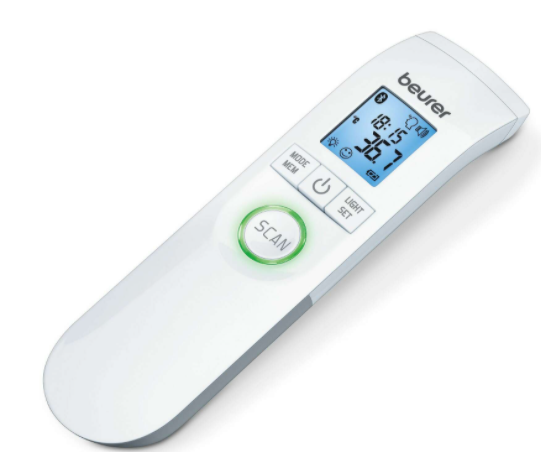 beurer
18:15
°C
36.7
MODE
MEM
LIGHT
SET
SCAN